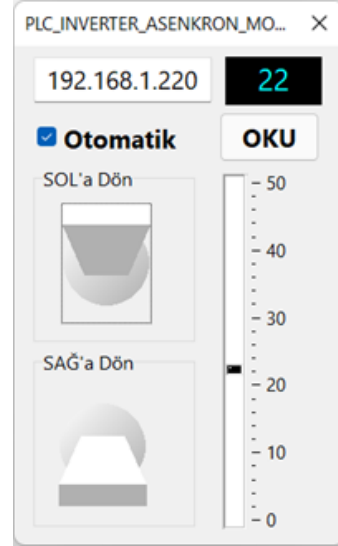 PLC_INVERTER_ASENKRON_MO...
192.168.1.220
22
Otomatik
OKU
SOL'a Dön
SAĞ'a Dön
50
40
30
20
10
0